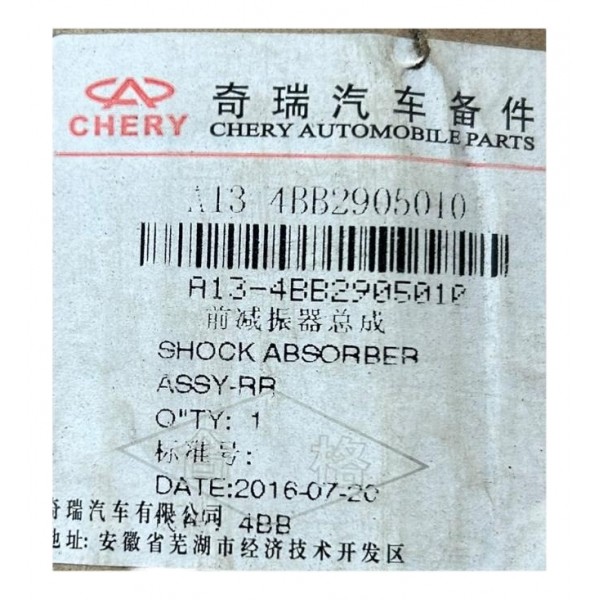 CHERY
奇瑞汽车备件
CHERY AUTOMOBILE PARTS
A13 4BB2905010
A13-4BB2905010
前减振器总成
SHOCK ABSORBER
ASSY-RR
Q"TY: 1
合格
标准号:
DATE:2016-07-20
奇瑞汽车有限公司
4BB
地址: 安徽省芜湖市经济技术开发区